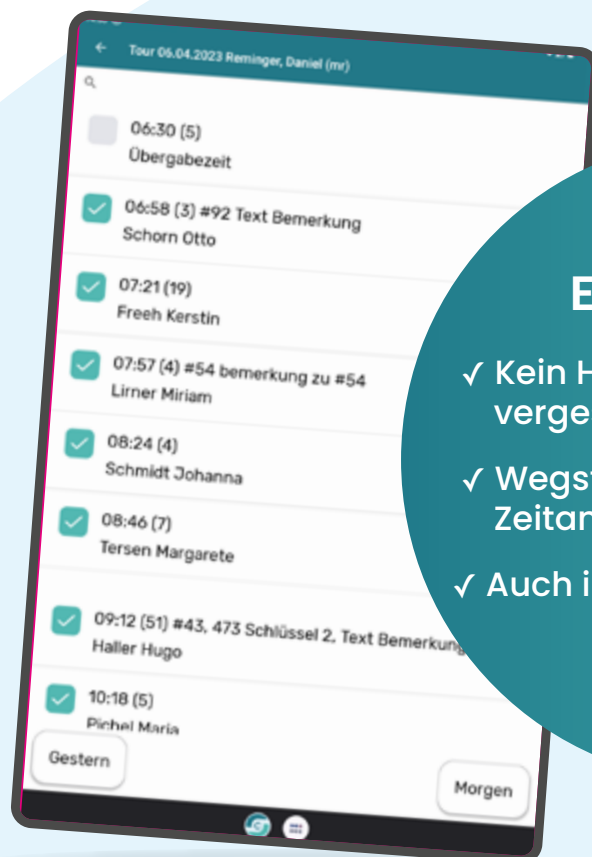 Tour 06.04.2023 Reminger, Daniel (mr)
06:30 (5)
Übergabezeit
06:58 (3) #92 Text Bemerkung
Schorn Otto
07:21 (19)
Freeh Kerstin
07:57 (4) #54 bemerkung zu #54
Lirner Miriam
08:24 (4)
Schmidt Johanna
08:46 (7)
Tersen Margarete
09:12 (51) #43, 473 Schlüssel 2, Text Bemerkung
Haller Hugo
10:18 (5)
Pichel Maria
Gestern
Morgen
E
✓ Kein H
verge
✓ Wegst
Zeitan
✓ Auch i